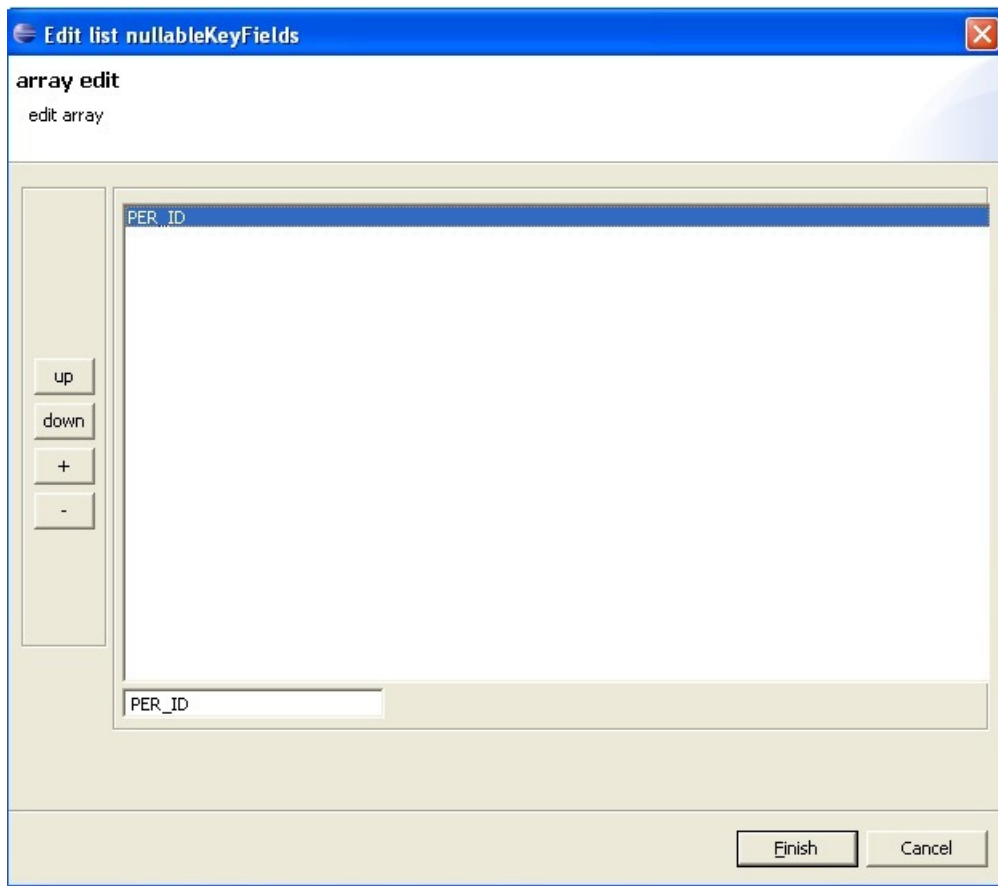 Edit list nullableKeyFields
array edit
edit array
PER_ID
up
down
+
-
PER_ID
Finish
Cancel